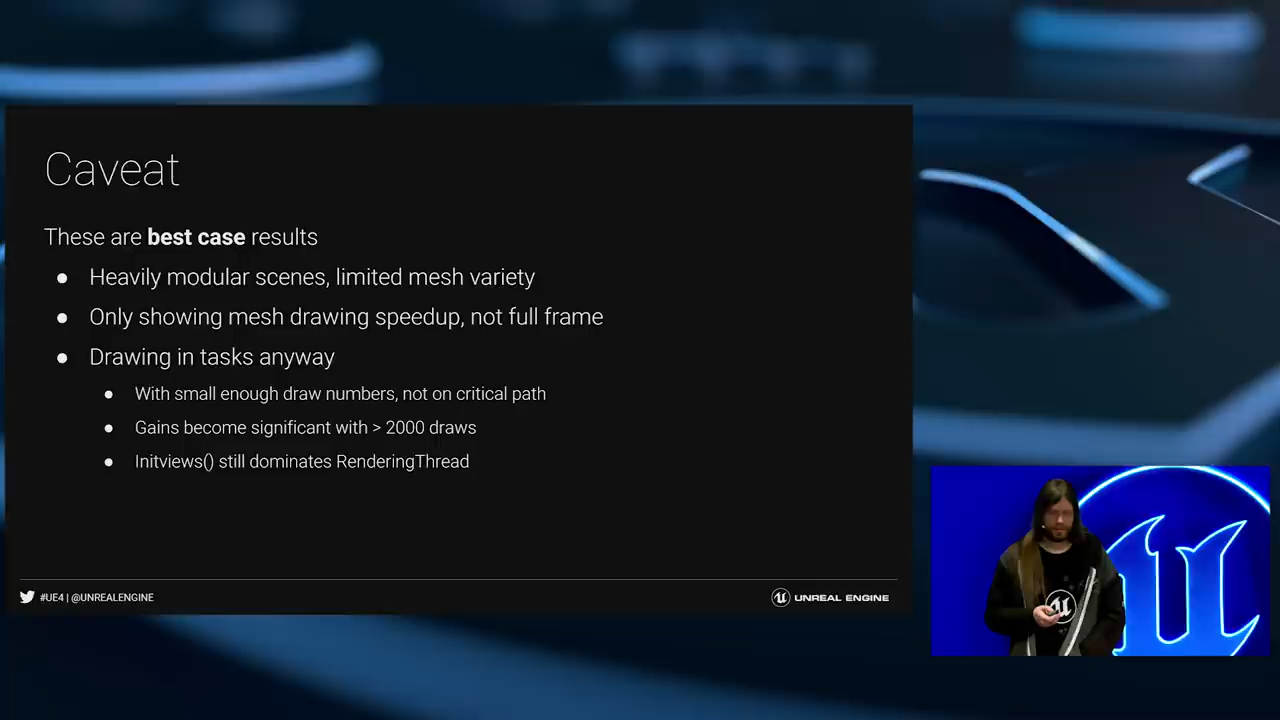 Caveat
These are best case results
● Heavily modular scenes, limited mesh variety
● Only showing mesh drawing speedup, not full frame
● Drawing in tasks anyway
● With small enough draw numbers, not on critical path
● Gains become significant with > 2000 draws
● Initviews() still dominates RenderingThread
#UE4 | @UNREALENGINE
UNREAL ENGINE